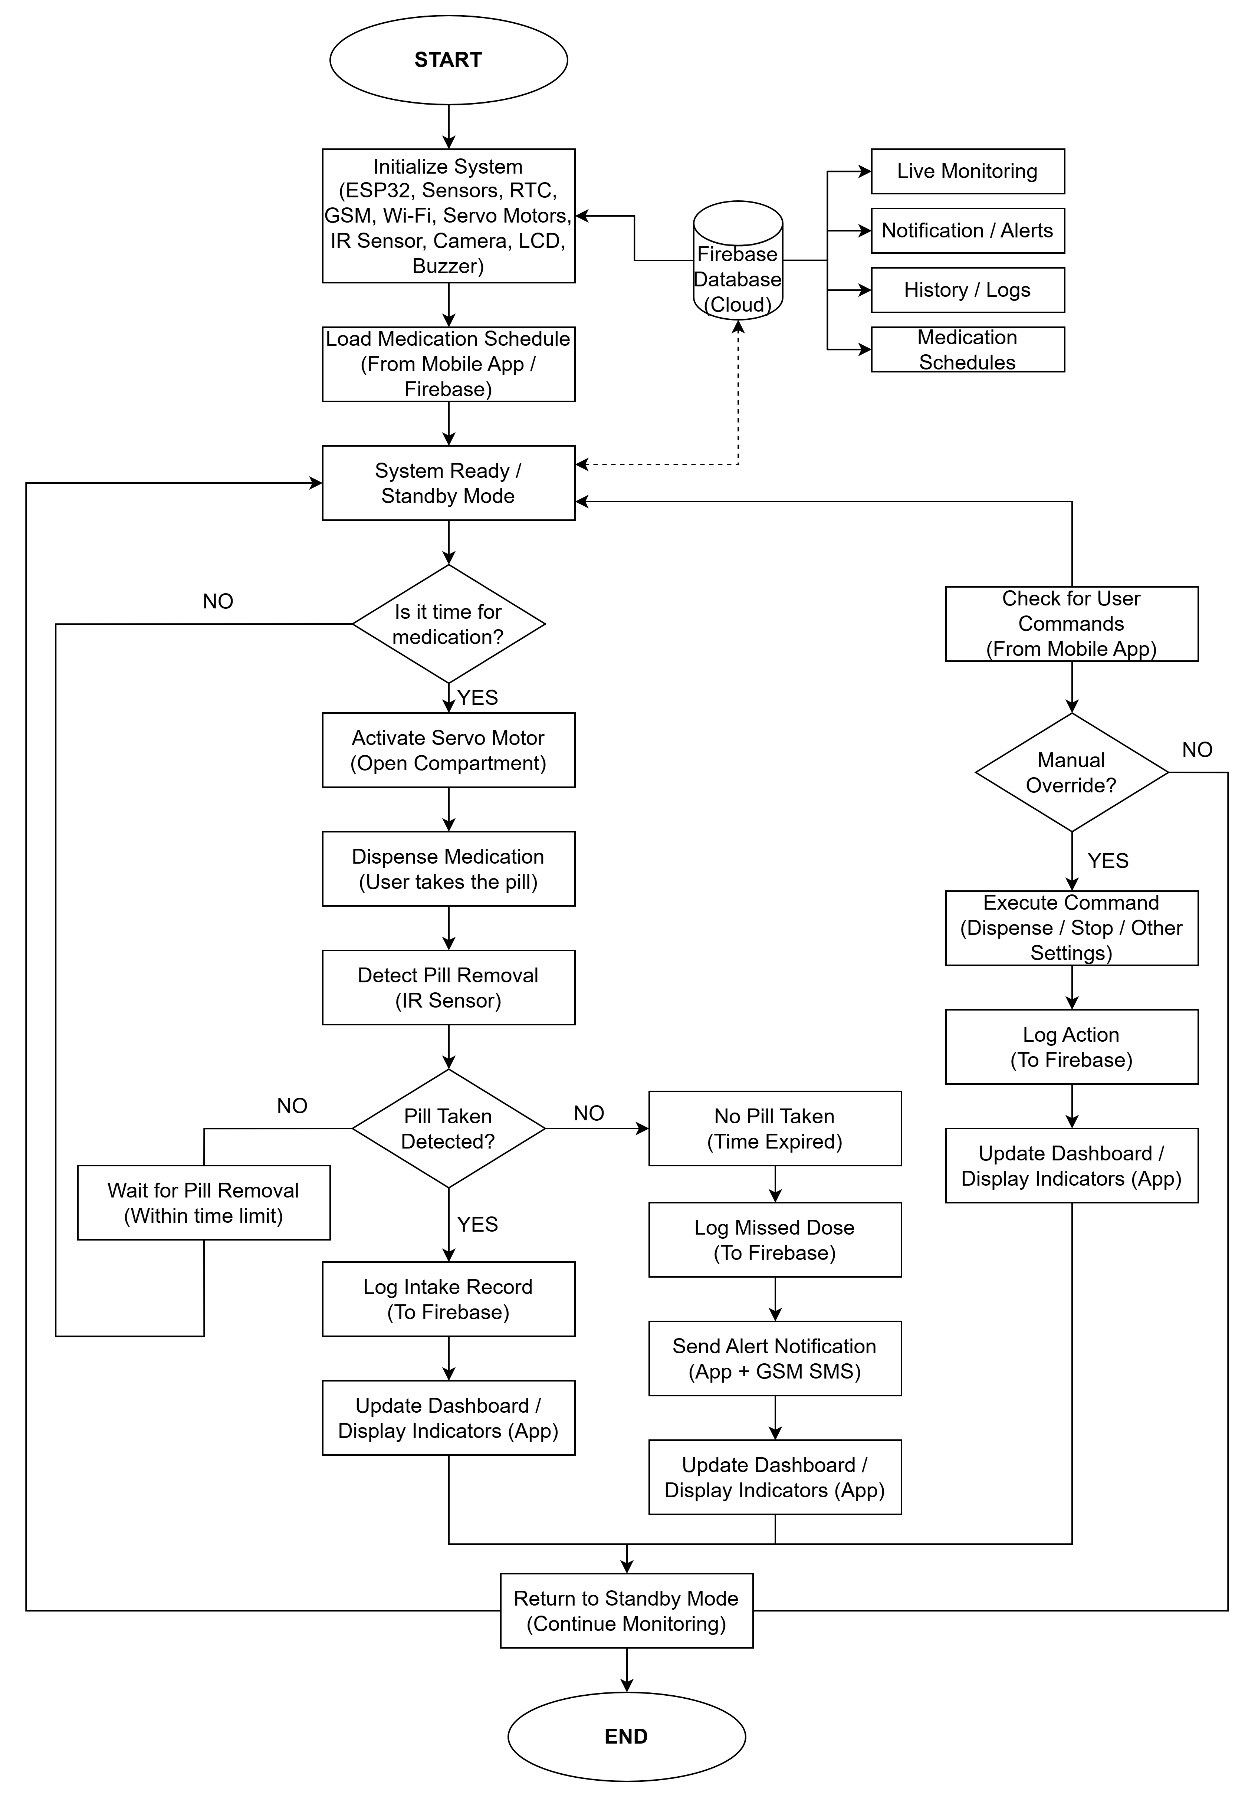 START
Initialize System
(ESP32, Sensors, RTC,
GSM, Wi-Fi, Servo Motors,
IR Sensor, Camera, LCD,
Buzzer)
Firebase
Database
(Cloud)
Live Monitoring
Notification / Alerts
History / Logs
Medication
Schedules
Load Medication Schedule
(From Mobile App /
Firebase)
System Ready /
Standby Mode
NO
Is it time for
medication?
YES
Activate Servo Motor
(Open Compartment)
Dispense Medication
(User takes the pill)
Detect Pill Removal
(IR Sensor)
NO
Pill Taken
Detected?
NO
YES
Wait for Pill Removal
(Within time limit)
Log Intake Record
(To Firebase)
Update Dashboard /
Display Indicators (App)
No Pill Taken
(Time Expired)
Log Missed Dose
(To Firebase)
Send Alert Notification
(App + GSM SMS)
Update Dashboard /
Display Indicators (App)
Check for User
Commands
(From Mobile App)
Manual
Override?
NO
YES
Execute Command
(Dispense / Stop / Other
Settings)
Log Action
(To Firebase)
Update Dashboard /
Display Indicators (App)
Return to Standby Mode
(Continue Monitoring)
END